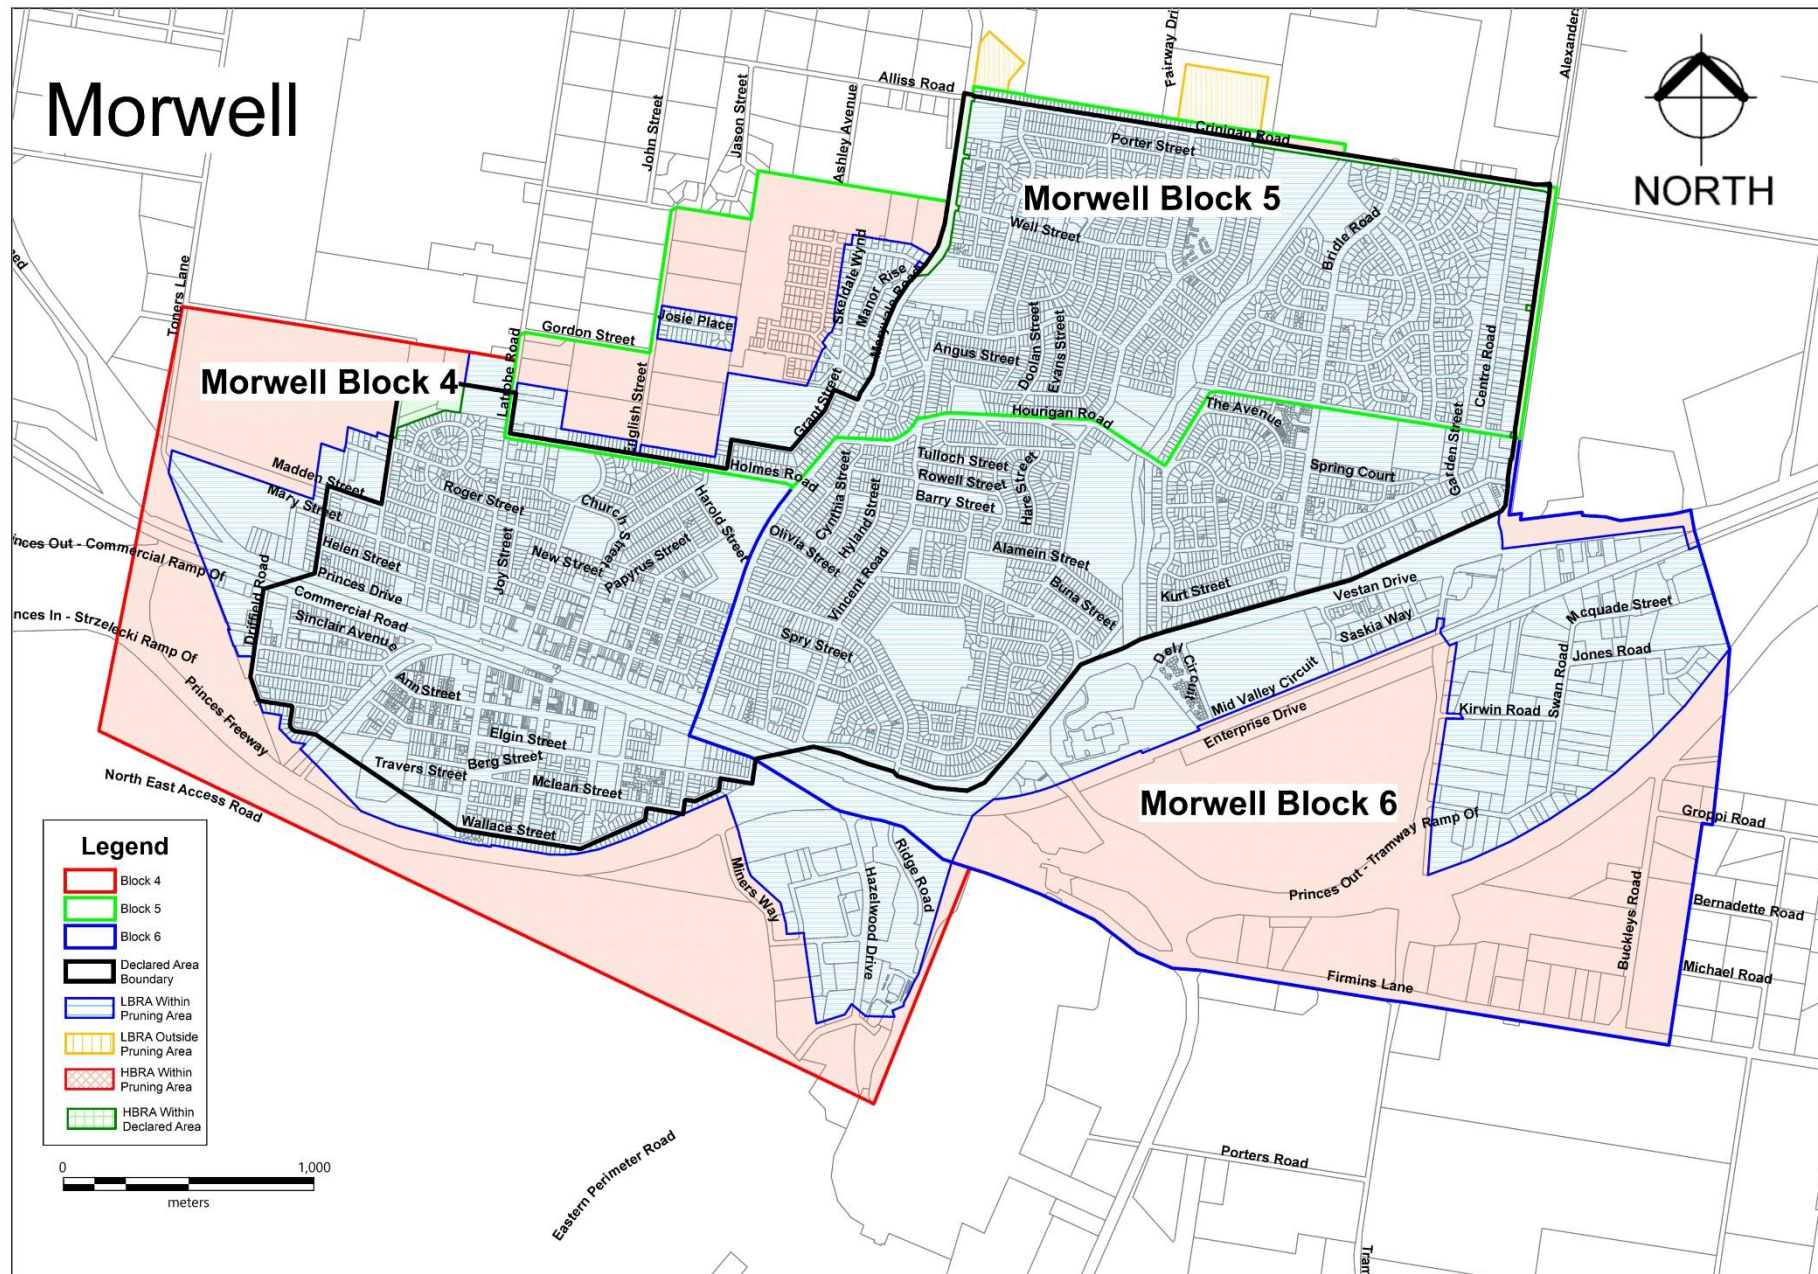 Morwell
NORTH
Alliss Road
Fairway Dri
Alexanders
John Street
Jason Street
Ashley Avenue
Crinigan Road
Porter Street
Morwell Block 5
Well Street
Bridle Road
Toners Lane
Skeldale Wynd
Manor Rise
Maryvale Road
Josie Place
Gordon Street
Latrobe Road
English Street
Grant Street
Angus Street
Doolan Street
Evans Street
Centre Road
Morwell Block 4
Hourigan Road
The Avenue
Garden Street
Holmes Road
Tulloch Street
Rowell Street
Barry Street
Hare Street
Spring Court
Madden Street
Mary Street
Roger Street
Church Street
Harold Street
Cynthia Street
Hyland Street
Olivia Street
Helen Street
Joy Street
New Street
Papyrus Street
Vincent Road
Alamein Street
Buna Street
Kurt Street
Vestan Drive
Saskia Way
Mcquade Street
Jones Road
inces Out - Commercial Ramp Of
Princes Drive
Commercial Road
Sinclair Avenue
Driffield Road
nces In - Strzelecki Ramp Of
Princes Freeway
Ann Street
Spry Street
Mid Valley Circuit
Enterprise Drive
Kirwin Road
Swan Road
Elgin Street
Berg Street
Travers Street
Mclean Street
Wallace Street
North East Access Road
Morwell Block 6
Groppi Road
Princes Out - Tramway Ramp Of
Miners Way
Hazelwood Drive
Ridge Road
Buckleys Road
Bernadette Road
Michael Road
Firmins Lane
Porters Road
Eastern Perimeter Road
Tram
Legend
Block 4
Block 5
Block 6
Declared Area
Boundary
LBRA Within
Pruning Area
LBRA Outside
Pruning Area
HBRA Within
Pruning Area
HBRA Within
Declared Area
0 1,000
meters